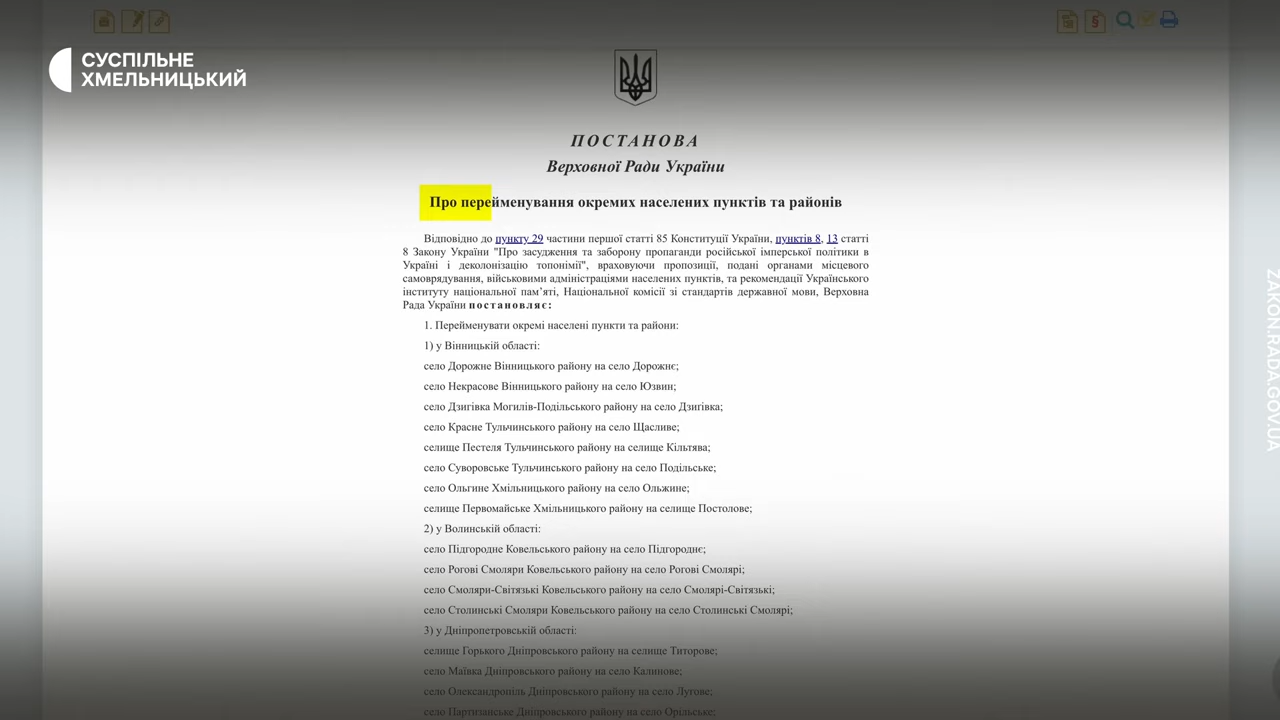 СУСПІЛЬНЕ
ХМЕЛЬНИЦЬКИЙ
ПОСТАНОВА
Верховної Ради України
Про перейменування окремих населених пунктів та районів
Відповідно до пункту 29 частини першої статті 85 Конституції України, пунктів 8, 13 статті
8 Закону України "Про засудження та заборону пропаганди російської імперської політики в
Україні і деколонізацію топонімії", враховуючи пропозиції, подані органами місцевого
самоврядування, військовими адміністраціями населених пунктів, та рекомендації Українського
інституту національної пам’яті, Національної комісії зі стандартів державної мови, Верховна
Рада України постановляє:
1. Перейменувати окремі населені пункти та райони:
1) у Вінницькій області:
село Дорожне Вінницького району на село Дорожнє;
село Некрасове Вінницького району на село Юзвин;
село Дзигівка Могилів-Подільського району на село Дзиґівка;
село Красне Тульчинського району на село Щасливе;
селище Пестеля Тульчинського району на селище Кільтява;
село Суворовське Тульчинського району на село Подільське;
село Ольгине Хмільницького району на село Ольжине;
селище Первомайське Хмільницького району на селище Постолове;
2) у Волинській області:
село Підгородне Ковельського району на село Підгороднє;
село Рогові Смоляри Ковельського району на село Рогові Смолярі;
село Смоляри-Світязькі Ковельського району на село Смолярі-Світязькі;
село Столинські Смоляри Ковельського району на село Столинські Смолярі;
3) у Дніпропетровській області:
селище Горького Дніпровського району на селище Титорове;
село Маївка Дніпровського району на село Калинове;
село Олександропіль Дніпровського району на село Лугове;
село Партизанське Дніпровського району на село Орільське;
ZAKON.RADA.GOV.UA